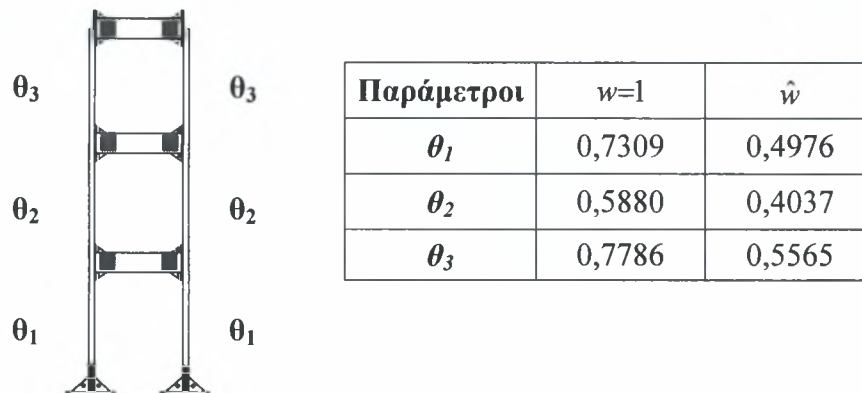 θ₃ θ₃
θ₂ θ₂
θ₁ θ₁
Παράμετροι w=1 ŵ
θ₁ 0,7309 0,4976
θ₂ 0,5880 0,4037
θ₃ 0,7786 0,5565